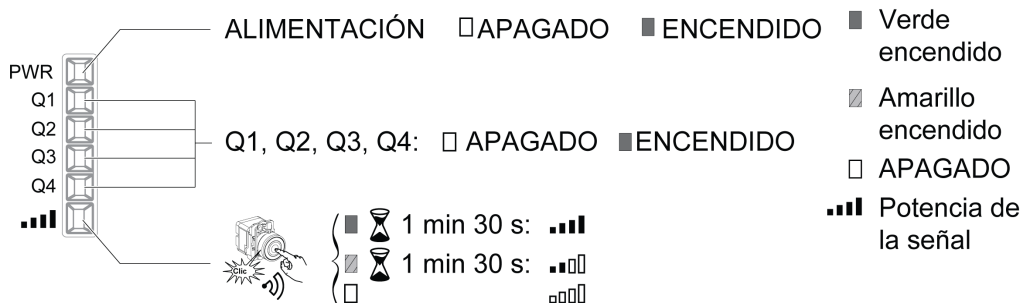 ALIMENTACIÓN APAGADO ENCENDIDO
PWR
Q1
Q2
Q3
Q4
Q1, Q2, Q3, Q4: APAGADO ENCENDIDO
Clic
1 min 30 s:
1 min 30 s:
Verde
encendido
Amarillo
encendido
APAGADO
Potencia de
la señal